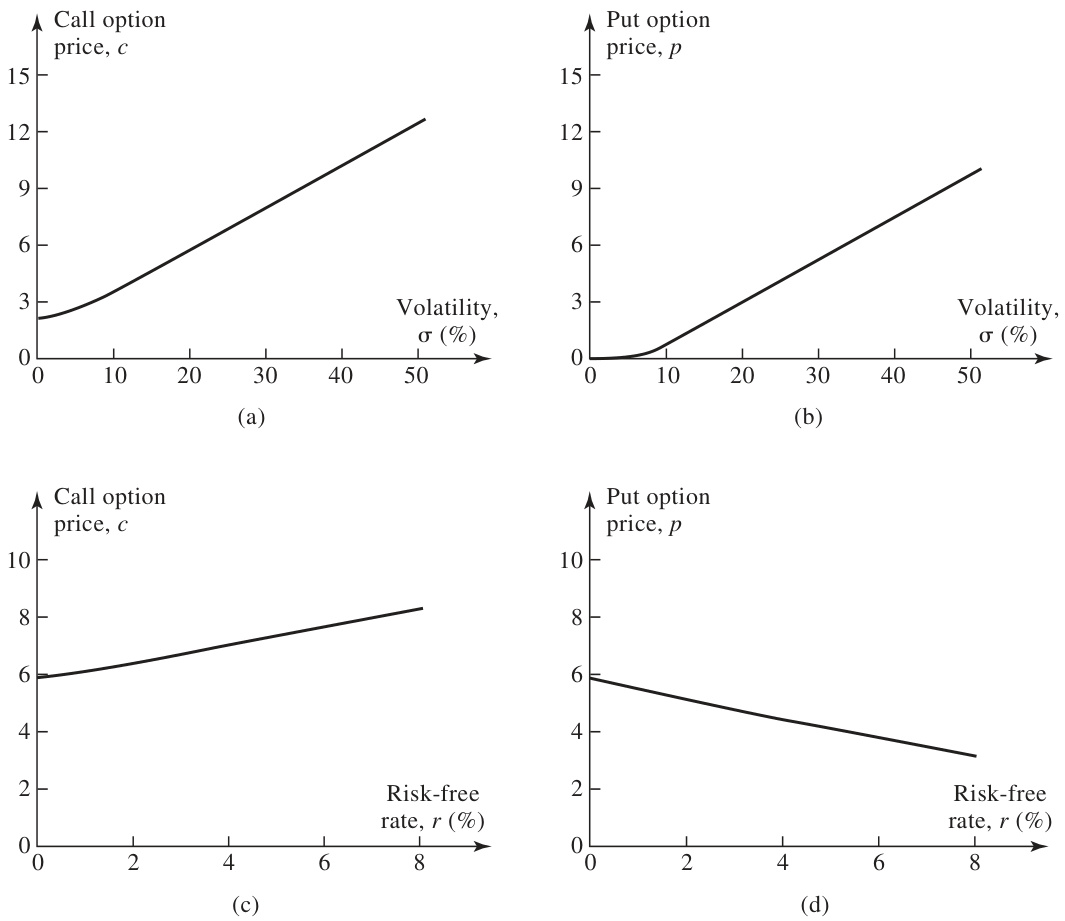 Call option
price, c
15
12
9
6
3
0
Volatility,
σ (%)
0 10 20 30 40 50
(a)
Put option
price, p
15
12
9
6
3
0
Volatility,
σ (%)
0 10 20 30 40 50
(b)
Call option
price, c
10
8
6
4
2
0
Risk-free
rate, r (%)
0 2 4 6 8
(c)
Put option
price, p
10
8
6
4
2
0
Risk-free
rate, r (%)
0 2 4 6 8
(d)